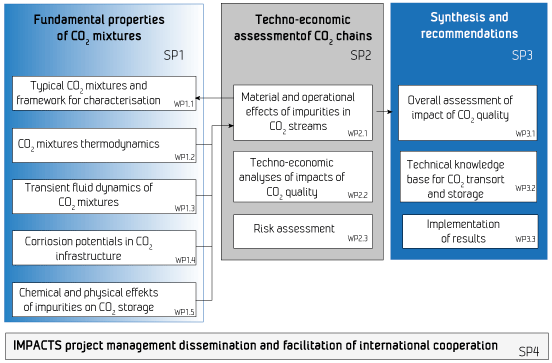 Fundamental properties
of CO2 mixtures
SP1
Typical CO2 mixtures and
framework for characterisation
WP1.1
CO2 mixtures thermodynamics
WP1.2
Transient fluid dynamics of
CO2 mixtures
WP1.3
Corriosion potentials in CO2
infrastructure
WP1.4
Chemical and physical effekts
of impurities on CO2 storage
WP1.5
Techno-economic
assessmentof CO2 chains
SP2
Material and operational
effects of impurities in
CO2 streams
WP2.1
Techno-economic
analyses of impacts of
CO2 quality
WP2.2
Risk assessment
WP2.3
Synthesis and
recommendations
SP3
Overall assessment of
impact of CO2 quality
WP3.1
Technical knowledge
base for CO2 transort
and storage
WP3.2
Implementation
of results
WP3.3
IMPACTS project management dissemination and facilitation of international cooperation
SP4